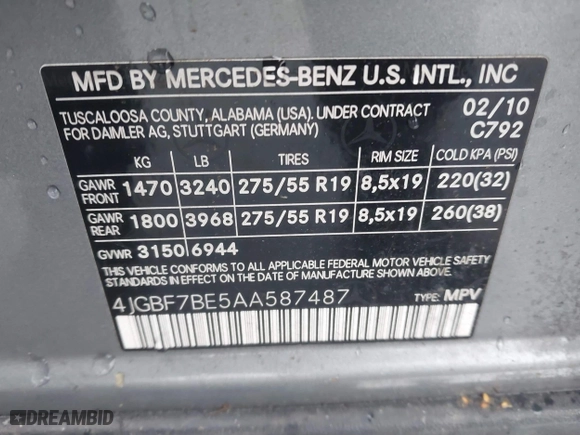 MFD BY MERCEDES-BENZ U.S. INTL., INC
TUSCALOOSA COUNTY, ALABAMA (USA). UNDER CONTRACT 02/10
FOR DAIMLER AG, STUTTGART (GERMANY) C792
KG LB TIRES RIM SIZE COLD KPA (PSI)
GAWR FRONT 1470 3240 275/55 R19 8,5x19 220(32)
GAWR REAR 1800 3968 275/55 R19 8,5x19 260(38)
GVWR 3150 6944
THIS VEHICLE CONFORMS TO ALL APPLICABLE FEDERAL MOTOR VEHICLE SAFETY
STANDARDS IN EFFECT ON THE DATE OF MANUFACTURE SHOWN ABOVE.
4JGBF7BE5AA587487 TYPE: MPV
DREAMBID